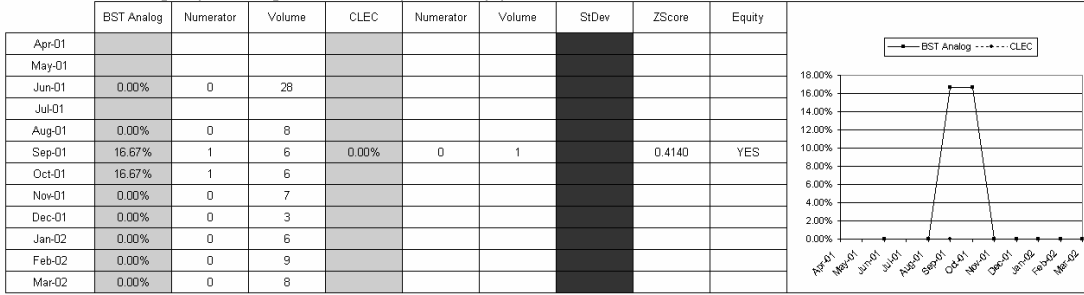 BST Analog Numerator Volume CLEC Numerator Volume StDev ZScore Equity
Apr-01
May-01
Jun-01 0.00% 0 28
Jul-01
Aug-01 0.00% 0 8
Sep-01 16.67% 1 6 0.00% 0 1 0.4140 YES
Oct-01 16.67% 1 6
Nov-01 0.00% 0 7
Dec-01 0.00% 0 3
Jan-02 0.00% 0 6
Feb-02 0.00% 0 9
Mar-02 0.00% 0 8
BST Analog CLEC
18.00%
16.00%
14.00%
12.00%
10.00%
8.00%
6.00%
4.00%
2.00%
0.00%
Apr-01 May-01 Jun-01 Jul-01 Aug-01 Sep-01 Oct-01 Nov-01 Dec-01 Jan-02 Feb-02 Mar-02